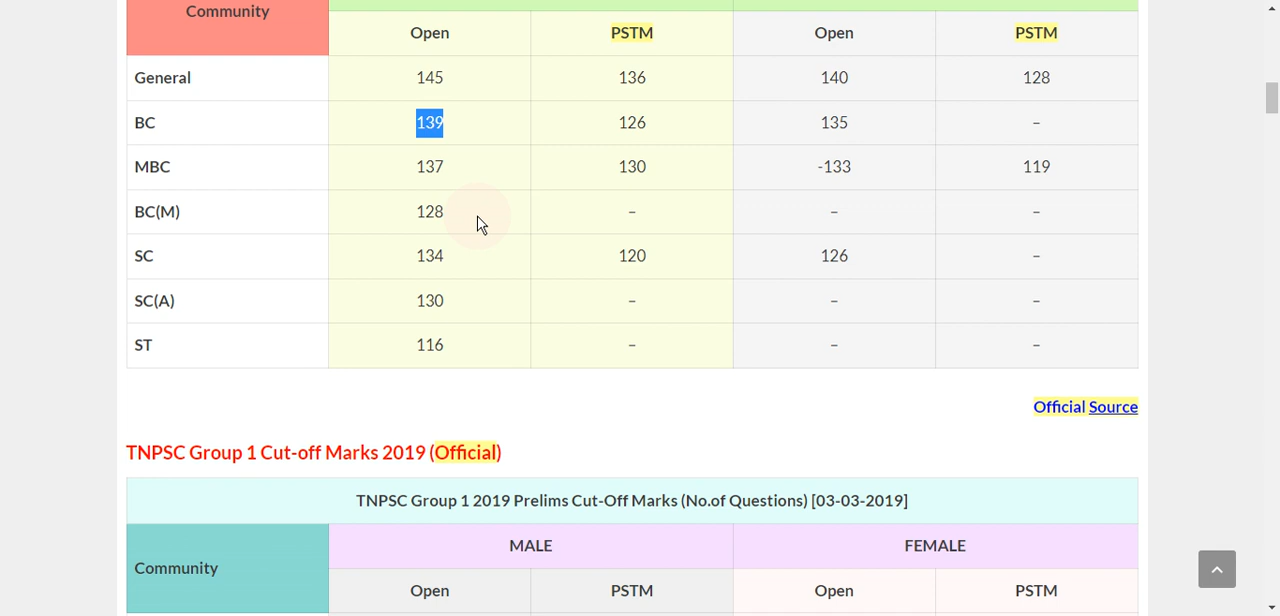 Community
Open PSTM Open PSTM
General 145 136 140 128
BC 139 126 135 –
MBC 137 130 -133 119
BC(M) 128 – – –
SC 134 120 126 –
SC(A) 130 – – –
ST 116 – – –
Official Source
TNPSC Group 1 Cut-off Marks 2019 (Official)
TNPSC Group 1 2019 Prelims Cut-Off Marks (No.of Questions) [03-03-2019]
Community MALE FEMALE
Open PSTM Open PSTM